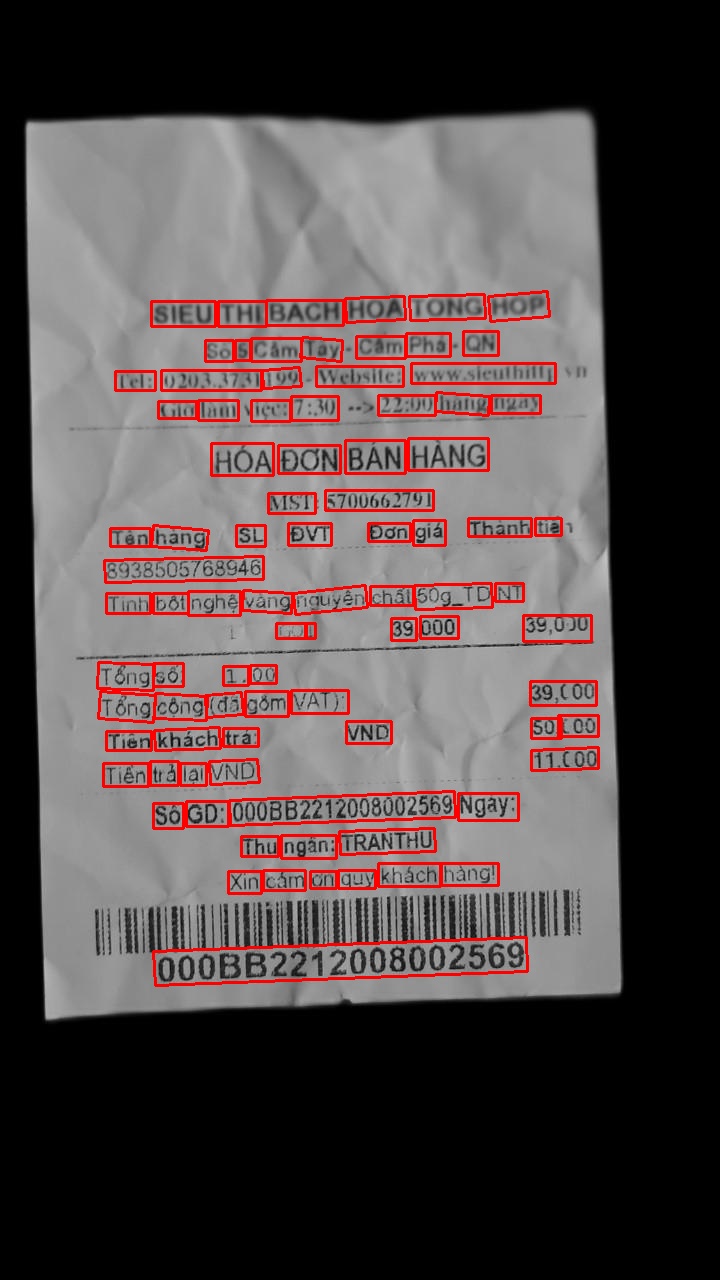 SIEU THI BACH HOA TONG HOP
Số 5 Cẩm Tây - Cẩm Phả - QN
Tel: 0203.3731199 - Website: www.sieuthitt vn
Giờ làm việc: 7:30 --> 22:00 hàng ngày
HÓA ĐƠN BÁN HÀNG
MST: 5700662791
Tên hàng SL ĐVT Đơn giá Thành tiền
8938505768946
Tinh bôt nghệ vàng nguyên chất 50g_TD NT
1 39 000 39,000
Tổng số 1.00
Tổng cộng (đã gồm VAT): 39,000
Tiền khách trả: VND 50 000
Tiền trả lại VND 11.000
Số GD: 000BB2212008002569 Ngày:
Thu ngân: TRANTHU
Xin cám ơn quý khách hàng!
000BB2212008002569